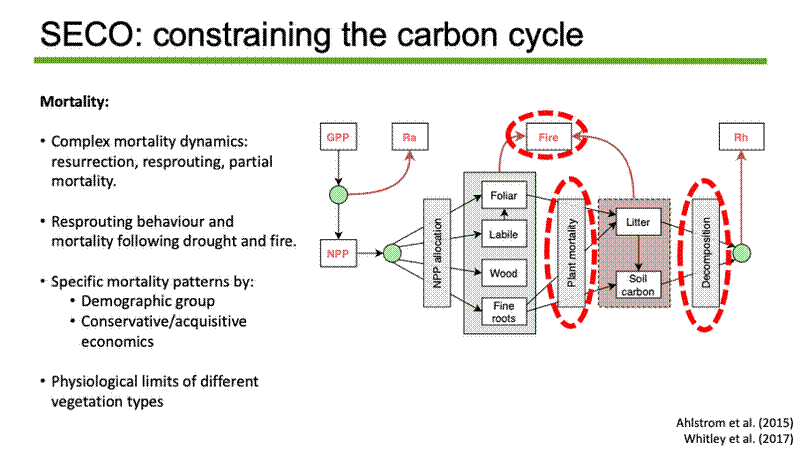 SECO: constraining the carbon cycle
Mortality:
• Complex mortality dynamics:
resurrection, resprouting, partial
mortality.
• Resprouting behaviour and
mortality following drought and fire.
• Specific mortality patterns by:
• Demographic group
• Conservative/acquisitive
economics
• Physiological limits of different
vegetation types
GPP
Ra
Fire
Rh
NPP
NPP allocation
Foliar
Labile
Wood
Fine
roots
Plant mortality
Litter
Soil
carbon
Decomposition
Ahlstrom et al. (2015)
Whitley et al. (2017)